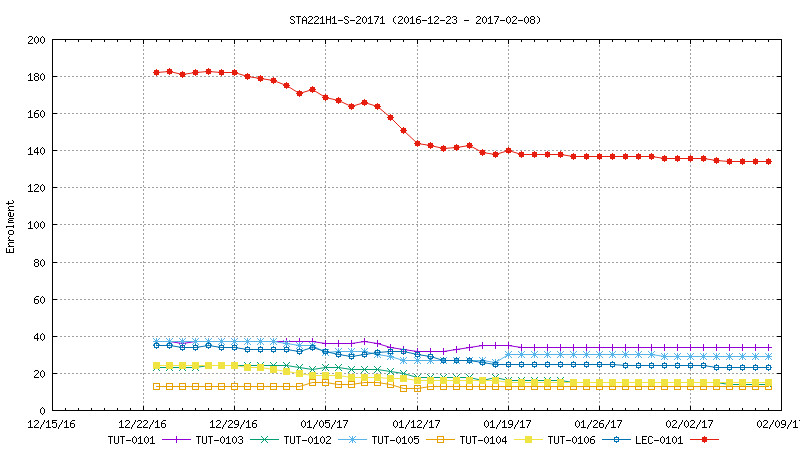 STA221H1-S-20171 (2016-12-23 - 2017-02-08)
200
180
160
140
120
100
80
60
40
20
0
Enrolment
12/15/16 12/22/16 12/29/16 01/05/17 01/12/17 01/19/17 01/26/17 02/02/17 02/09/17
TUT-0101 TUT-0103 TUT-0102 TUT-0105 TUT-0104 TUT-0106 LEC-0101